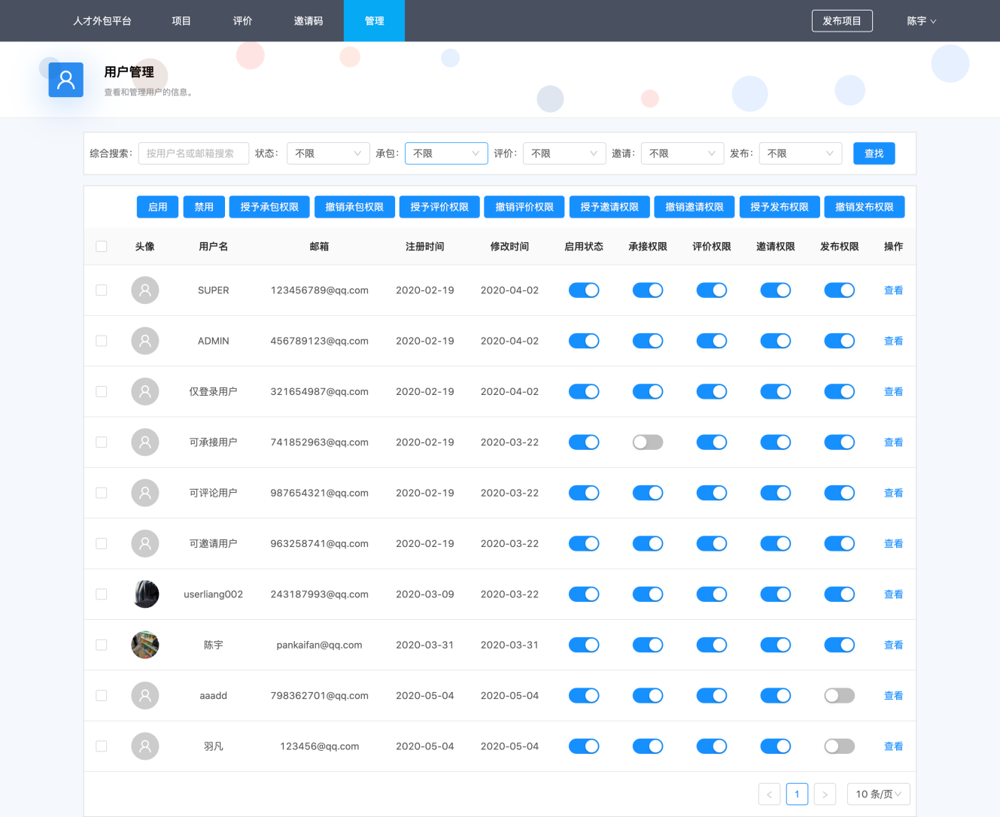 人才外包平台 项目 评价 邀请码 管理 发布项目 陈宇
用户管理
查看和管理用户的信息。
综合搜索: 按用户名或邮箱搜索 状态: 不限 承包: 不限 评价: 不限 邀请: 不限 发布: 不限 查找
启用 禁用 授予承包权限 撤销承包权限 授予评价权限 撤销评价权限 授予邀请权限 撤销邀请权限 授予发布权限 撤销发布权限
头像 用户名 邮箱 注册时间 修改时间 启用状态 承接权限 评价权限 邀请权限 发布权限 操作
SUPER 123456789@qq.com 2020-02-19 2020-04-02 查看
ADMIN 456789123@qq.com 2020-02-19 2020-04-02 查看
仅登录用户 321654987@qq.com 2020-02-19 2020-04-02 查看
可承接用户 741852963@qq.com 2020-02-19 2020-03-22 查看
可评论用户 987654321@qq.com 2020-02-19 2020-03-22 查看
可邀请用户 963258741@qq.com 2020-02-19 2020-03-22 查看
userliang002 243187993@qq.com 2020-03-09 2020-03-22 查看
陈宇 pankaifan@qq.com 2020-03-31 2020-03-31 查看
aaadd 798362701@qq.com 2020-05-04 2020-05-04 查看
羽凡 123456@qq.com 2020-05-04 2020-05-04 查看
< 1 > 10 条/页